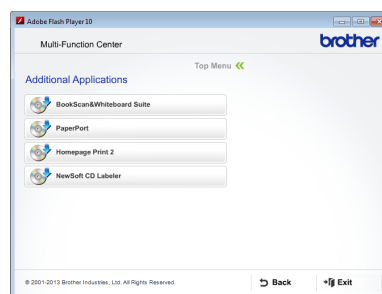 Adobe Flash Player 10
Multi-Function Center
brother
Top Menu
Additional Applications
BookScan&Whiteboard Suite
PaperPort
Homepage Print 2
NewSoft CD Labeler
© 2001-2013 Brother Industries, Ltd. All Rights Reserved.
Back
Exit